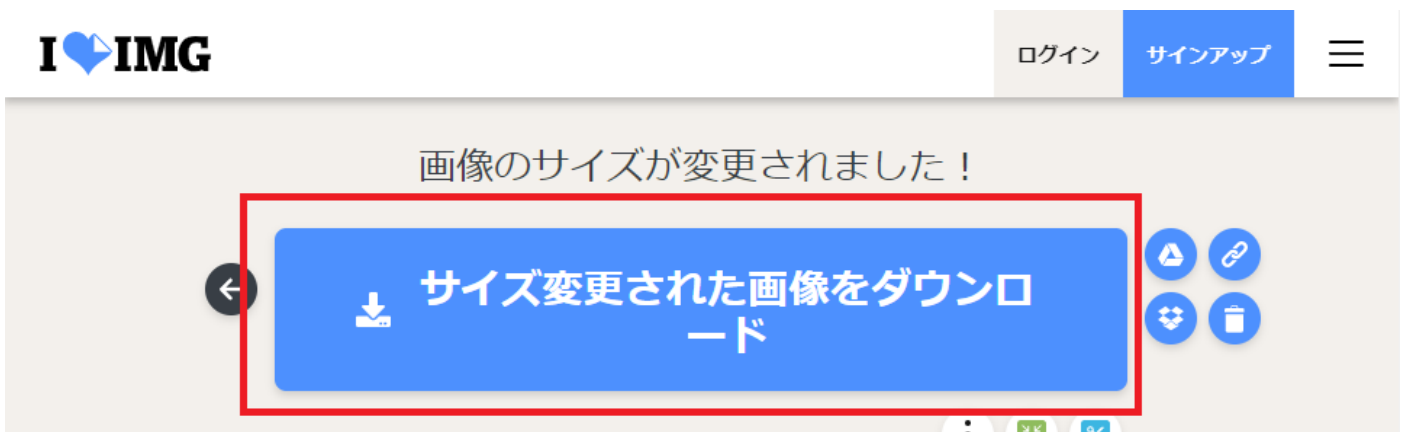 I IMG
ログイン
サインアップ
画像のサイズが変更されました！
サイズ変更された画像をダウンロ
ード